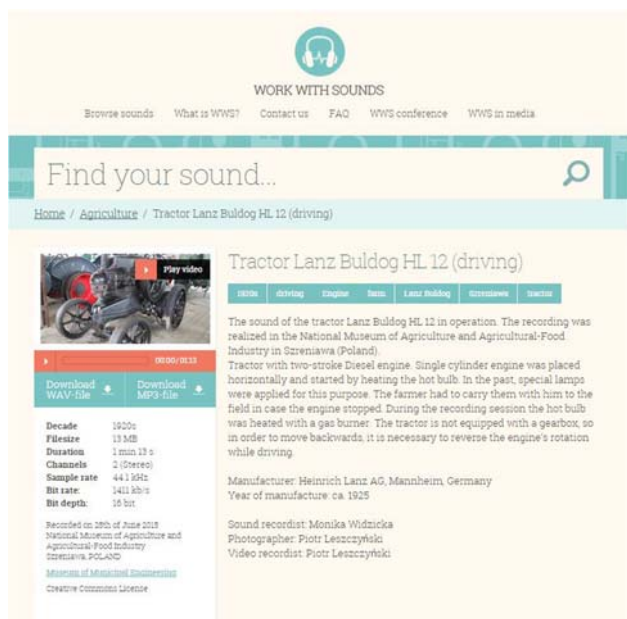 WORK WITH SOUNDS
Browse sounds What is WWS? Contact us FAQ WWS conference WWS in media
Find your sound...
Home / Agriculture / Tractor Lanz Buldog HL 12 (driving)
Play video
00:00/01:13
Download WAV-file
Download MP3-file
Decade 1920s
Filesize 13 MB
Duration 1 min 13 s
Channels 2 (Stereo)
Sample rate 44.1 kHz
Bit rate: 1411 kb/s
Bit depth: 16 bit
Recorded on 28th of June 2015
National Museum of Agriculture and
Agricultural-Food Industry
Szreniawa, POLAND
Museum of Municipal Engineering
Creative Commons License
Tractor Lanz Buldog HL 12 (driving)
1920s driving Engine farm Lanz Buldog Szreniawa tractor
The sound of the tractor Lanz Buldog HL 12 in operation. The recording was
realized in the National Museum of Agriculture and Agricultural-Food
Industry in Szreniawa (Poland).
Tractor with two-stroke Diesel engine. Single cylinder engine was placed
horizontally and started by heating the hot bulb. In the past, special lamps
were applied for this purpose. The farmer had to carry them with him to the
field in case the engine stopped. During the recording session the hot bulb
was heated with a gas burner. The tractor is not equipped with a gearbox, so
in order to move backwards, it is necessary to reverse the engine's rotation
while driving.
Manufacturer: Heinrich Lanz AG, Mannheim, Germany
Year of manufacture: ca. 1925
Sound recordist: Monika Widzicka
Photographer: Piotr Leszczyński
Video recordist: Piotr Leszczyński